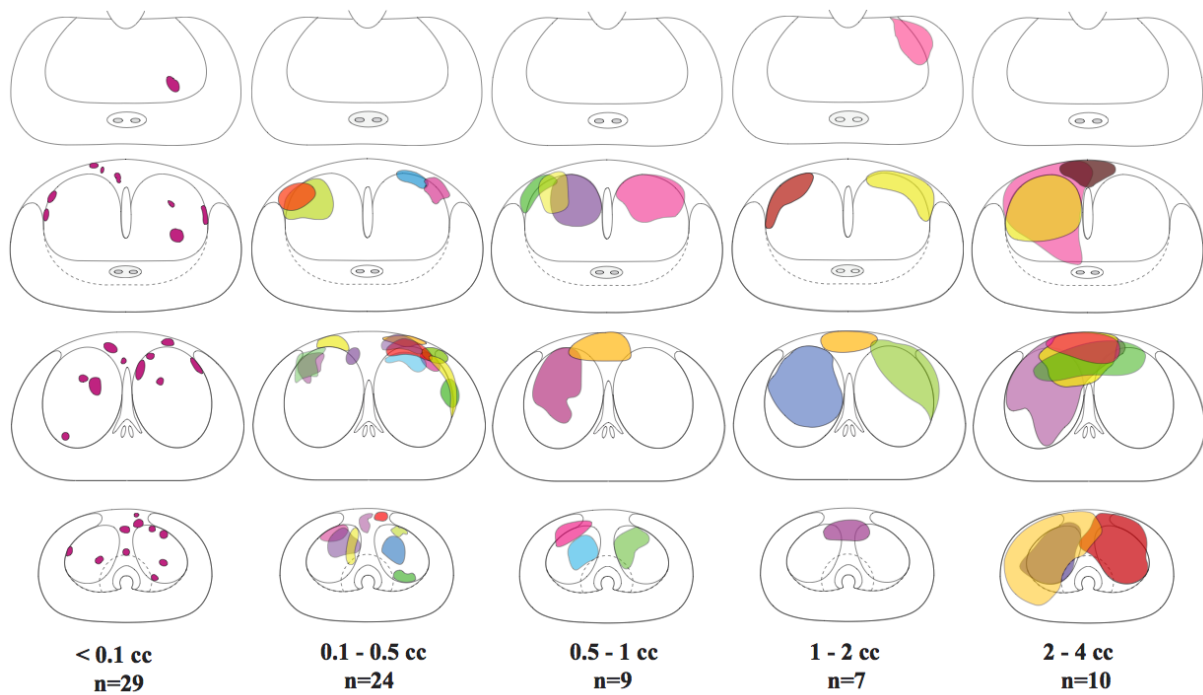 < 0.1 cc
n=29
0.1 - 0.5 cc
n=24
0.5 - 1 cc
n=9
1 - 2 cc
n=7
2 - 4 cc
n=10